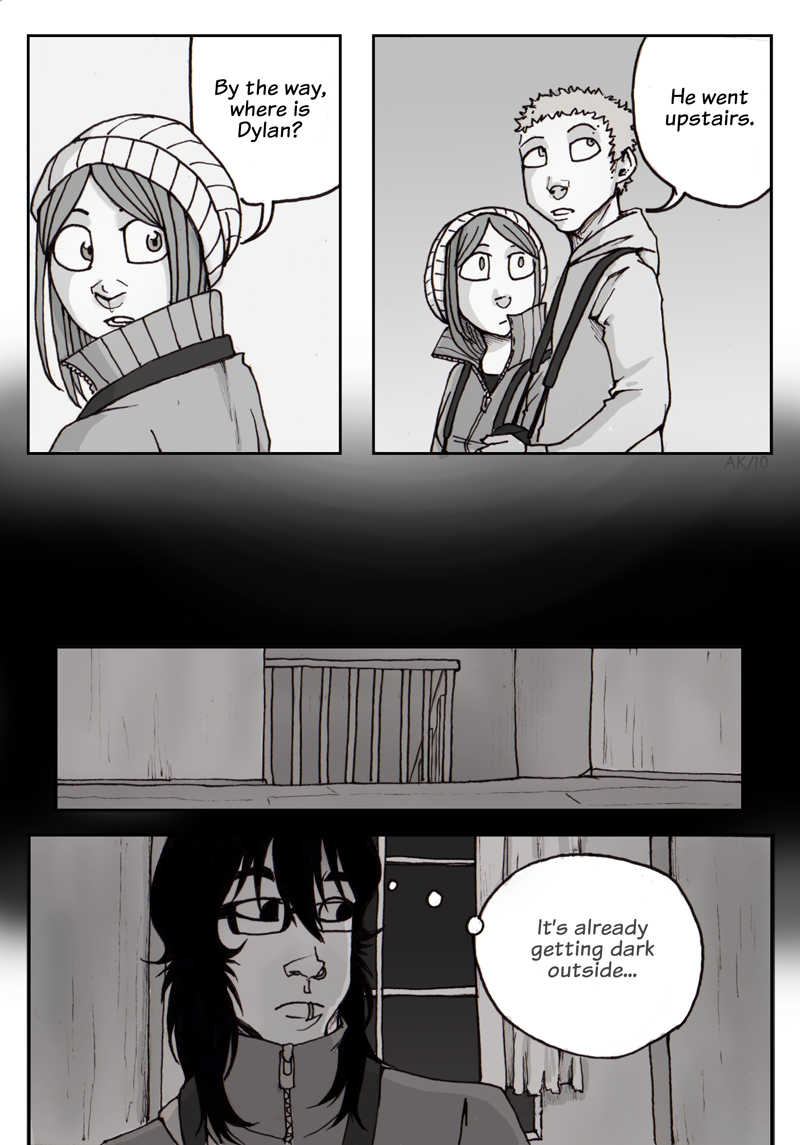 By the way,
where is
Dylan?
He went
upstairs.
AK/10
It's already
getting dark
outside...